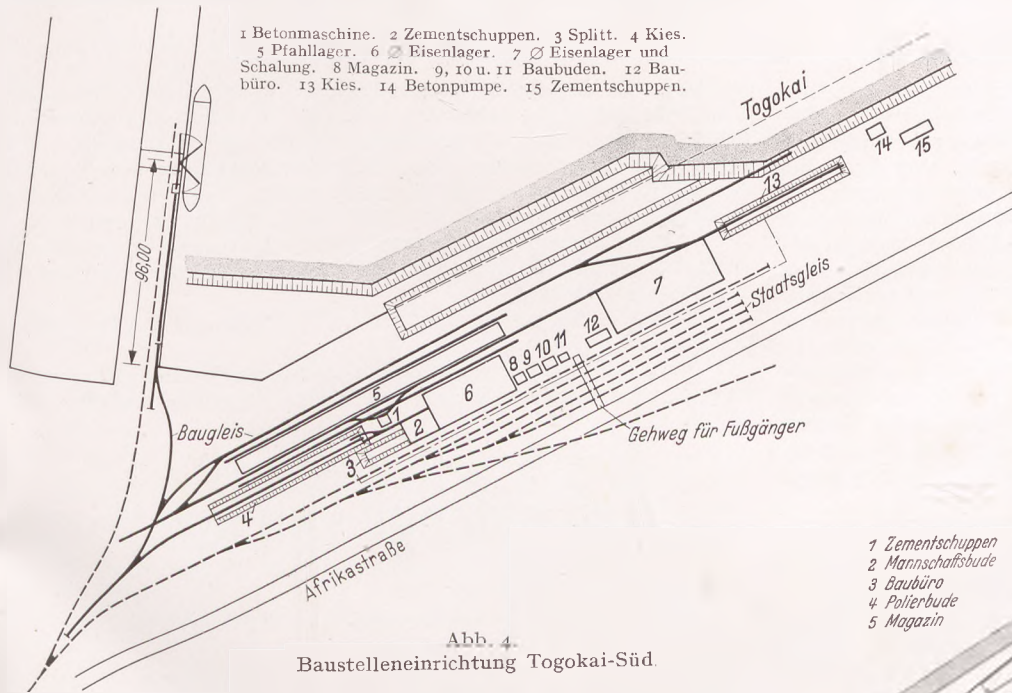 1 Betonmaschine. 2 Zementschuppen. 3 Splitt. 4 Kies.
5 Pfahllager. 6 ∅ Eisenlager. 7 ∅ Eisenlager und
Schalung. 8 Magazin. 9, 10 u. 11 Baubuden. 12 Bau-
büro. 13 Kies. 14 Betonpumpe. 15 Zementschuppen.
Togokai
14
15
13
96,00
Staatsgleis
7
12
11
10
9
8
6
5
1
2
Baugleis
Gehweg für Fußgänger
3
4
Afrikastraße
1 Zementschuppen
2 Mannschaftsbude
3 Baubüro
4 Polierbude
5 Magazin
Abb. 4.
Baustelleneinrichtung Togokai-Süd.